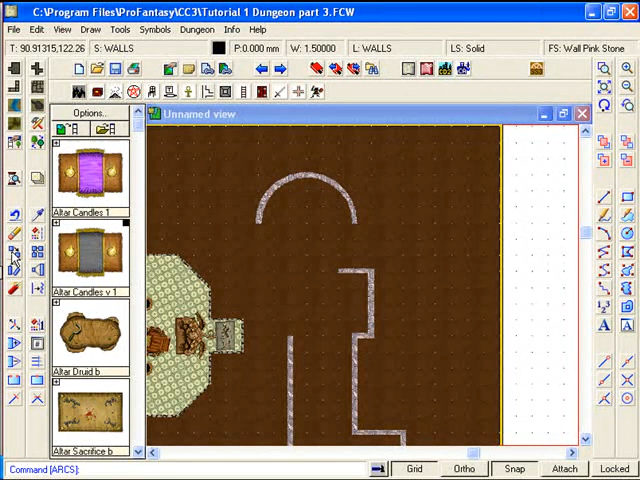 C:\Program Files\ProFantasy\CC3\Tutorial 1 Dungeon part 3.FCW
File Edit View Draw Tools Symbols Dungeon Info Help
T: 90.91315,122.26 S: WALLS P:0.000 mm W: 1.50000 L: WALLS LS: Solid FS: Wall Pink Stone
Options...
Unnamed view
Altar Candles 1
Altar Candles v 1
Altar Druid b
Altar Sacrifice b
Command [ARCS]:
Grid Ortho Snap Attach Locked